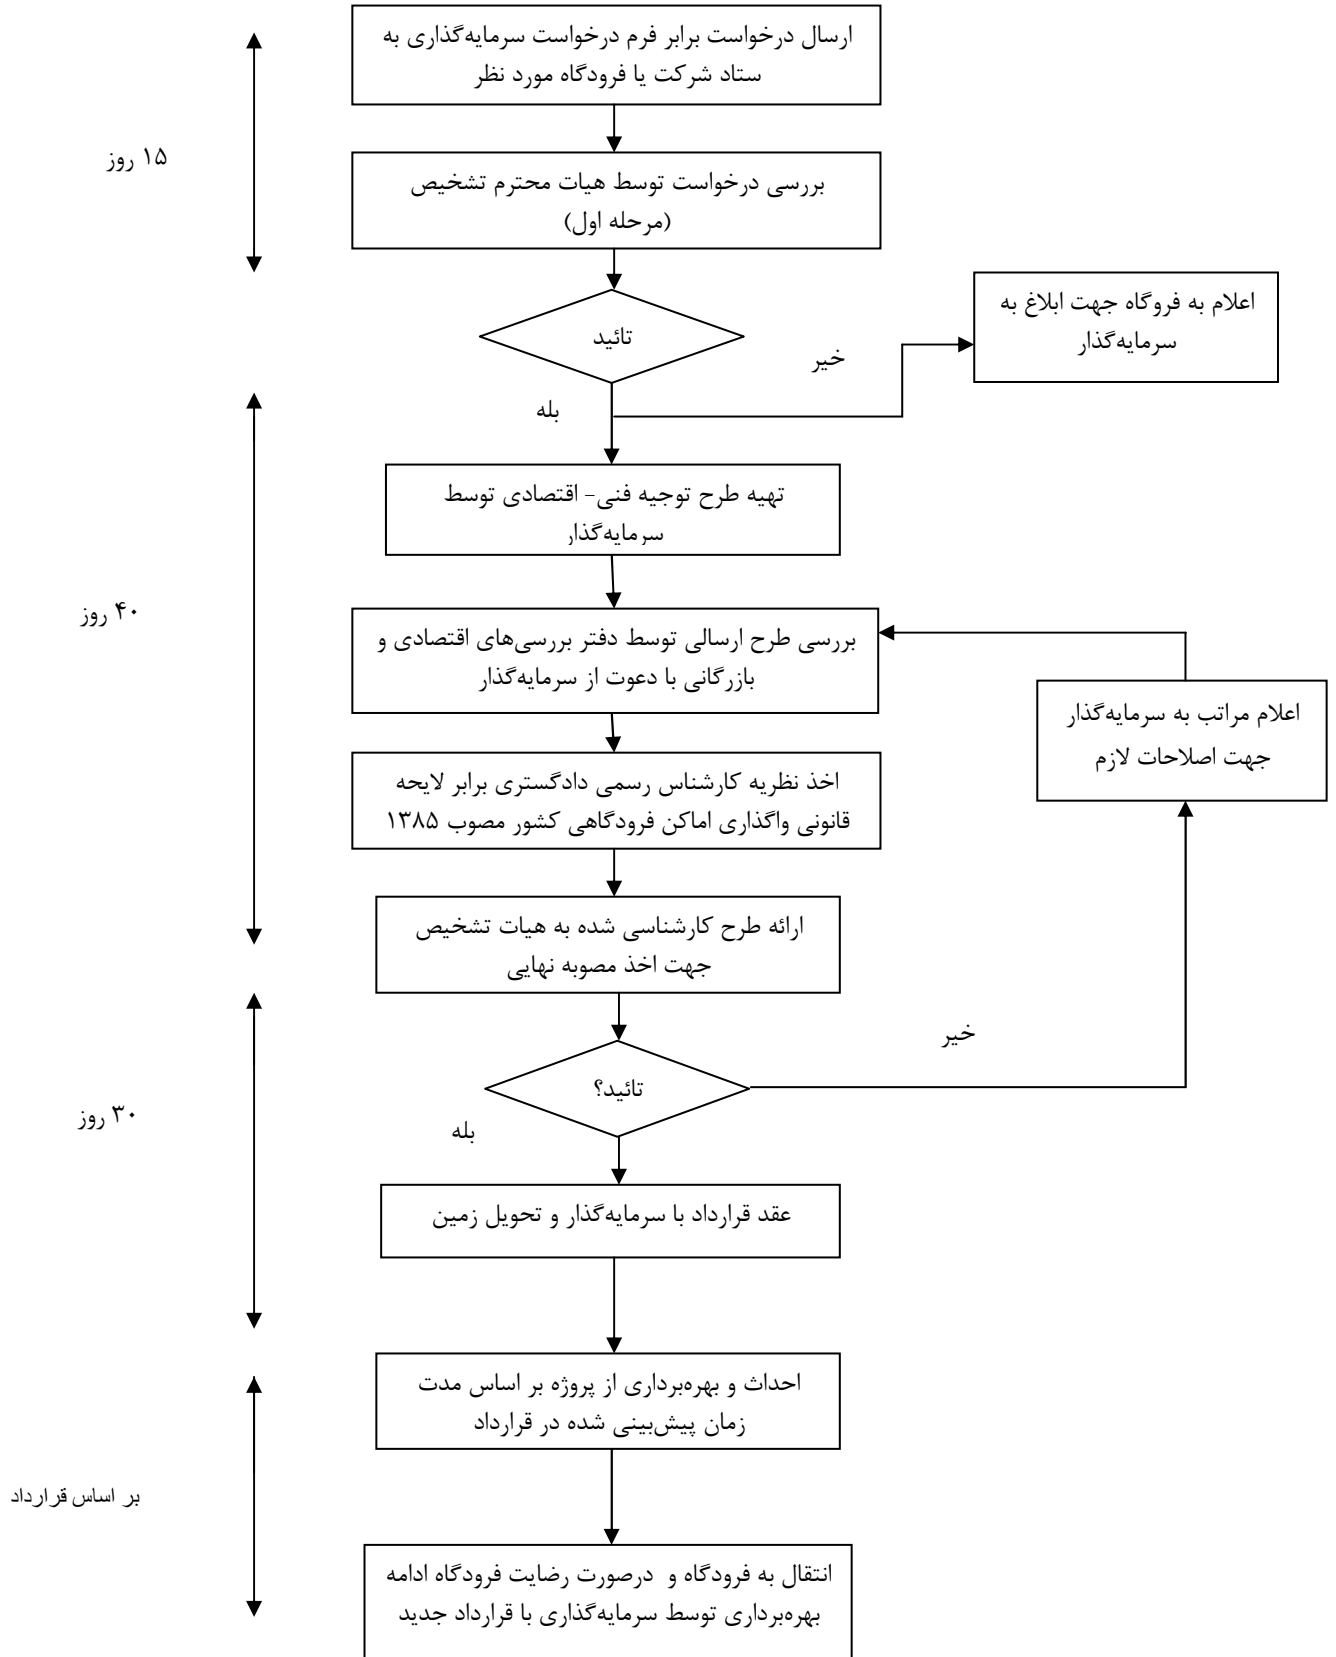 ارسال درخواست برابر فرم درخواست سرمایه‌گذاری به
ستاد شرکت یا فرودگاه مورد نظر
۱۵ روز
بررسی درخواست توسط هیات محترم تشخیص
(مرحله اول)
اعلام به فروگاه جهت ابلاغ به
سرمایه‌گذار
تائید
خیر
بله
تهیه طرح توجیه فنی- اقتصادی توسط
سرمایه‌گذار
۴۰ روز
بررسی طرح ارسالی توسط دفتر بررسی‌های اقتصادی و
بازرگانی با دعوت از سرمایه‌گذار
اعلام مراتب به سرمایه‌گذار
جهت اصلاحات لازم
اخذ نظریه کارشناس رسمی دادگستری برابر لایحه
قانونی واگذاری اماکن فرودگاهی کشور مصوب ۱۳۸۵
ارائه طرح کارشناسی شده به هیات تشخیص
جهت اخذ مصوبه نهایی
خیر
تائید؟
۳۰ روز
بله
عقد قرارداد با سرمایه‌گذار و تحویل زمین
احداث و بهره‌برداری از پروژه بر اساس مدت
زمان پیش‌بینی شده در قرارداد
بر اساس قرارداد
انتقال به فرودگاه و درصورت رضایت فرودگاه ادامه
بهره‌برداری توسط سرمایه‌گذاری با قرارداد جدید